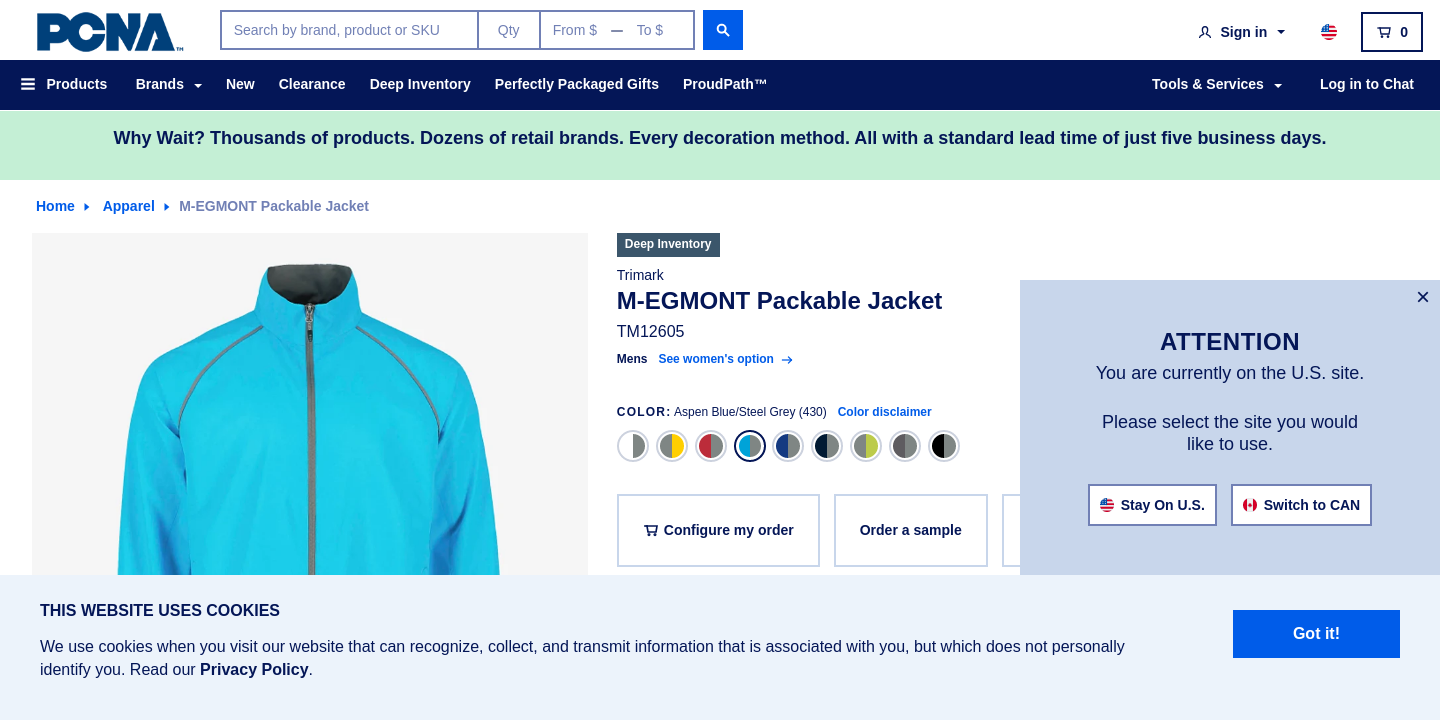 PCNA™
Search by brand, product or SKU
Qty
From $ — To $
Sign in
0
Products
Brands
New
Clearance
Deep Inventory
Perfectly Packaged Gifts
ProudPath™
Tools & Services
Log in to Chat
Why Wait? Thousands of products. Dozens of retail brands. Every decoration method. All with a standard lead time of just five business days.
Home
Apparel
M-EGMONT Packable Jacket
Deep Inventory
Trimark
M-EGMONT Packable Jacket
TM12605
Mens See women's option →
COLOR: Aspen Blue/Steel Grey (430) Color disclaimer
Configure my order
Order a sample
×
ATTENTION
You are currently on the U.S. site.
Please select the site you would
like to use.
Stay On U.S.
Switch to CAN
THIS WEBSITE USES COOKIES
We use cookies when you visit our website that can recognize, collect, and transmit information that is associated with you, but which does not personally
identify you. Read our Privacy Policy.
Got it!